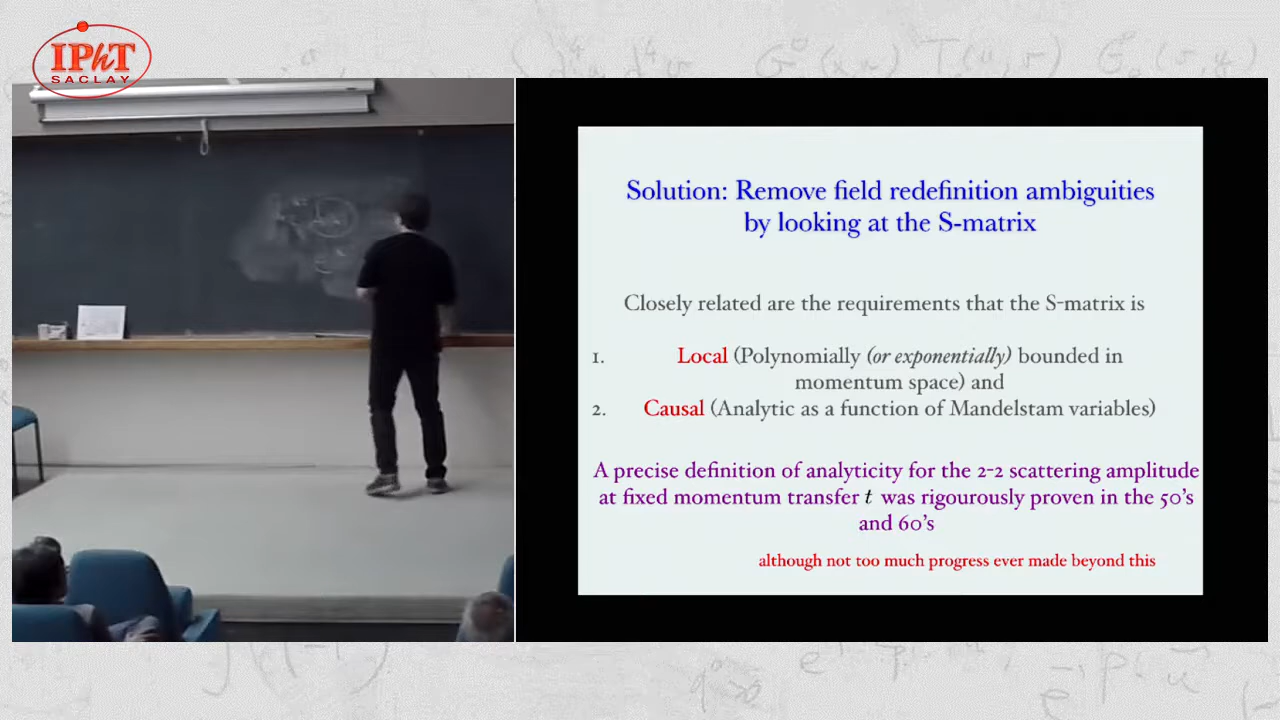 IPhT
SACLAY
Solution: Remove field redefinition ambiguities
by looking at the S-matrix
Closely related are the requirements that the S-matrix is
1. Local (Polynomially (or exponentially) bounded in
momentum space) and
2. Causal (Analytic as a function of Mandelstam variables)
A precise definition of analyticity for the 2-2 scattering amplitude
at fixed momentum transfer t was rigourously proven in the 50's
and 60's
although not too much progress ever made beyond this